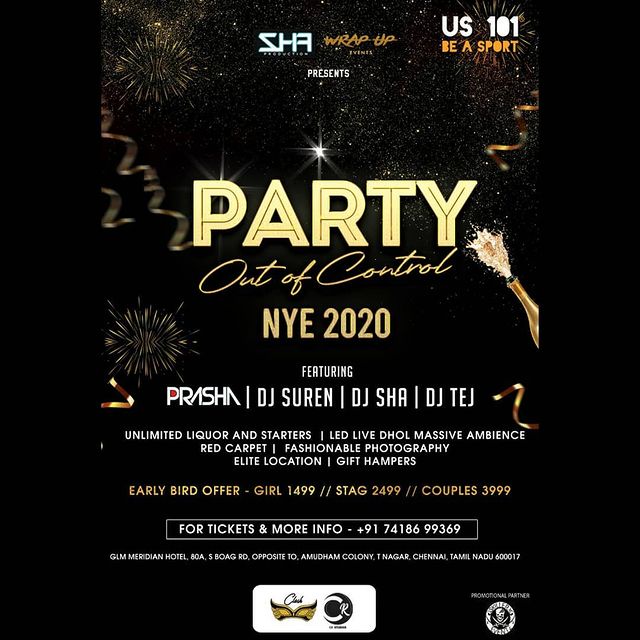 SHA PRODUCTION
WRAP UP EVENTS
US 101
BE A SPORT
PRESENTS
PARTY
Out of Control
NYE 2020
FEATURING
PRASHA | DJ SUREN | DJ SHA | DJ TEJ
UNLIMITED LIQUOR AND STARTERS | LED LIVE DHOL MASSIVE AMBIENCE
RED CARPET | FASHIONABLE PHOTOGRAPHY
ELITE LOCATION | GIFT HAMPERS
EARLY BIRD OFFER - GIRL 1499 // STAG 2499 // COUPLES 3999
FOR TICKETS & MORE INFO - +91 74186 99369
GLM MERIDIAN HOTEL, 80A, S BOAG RD, OPPOSITE TO, AMUDHAM COLONY, T NAGAR, CHENNAI, TAMIL NADU 600017
Clash
CR
PROMOTIONAL PARTNER